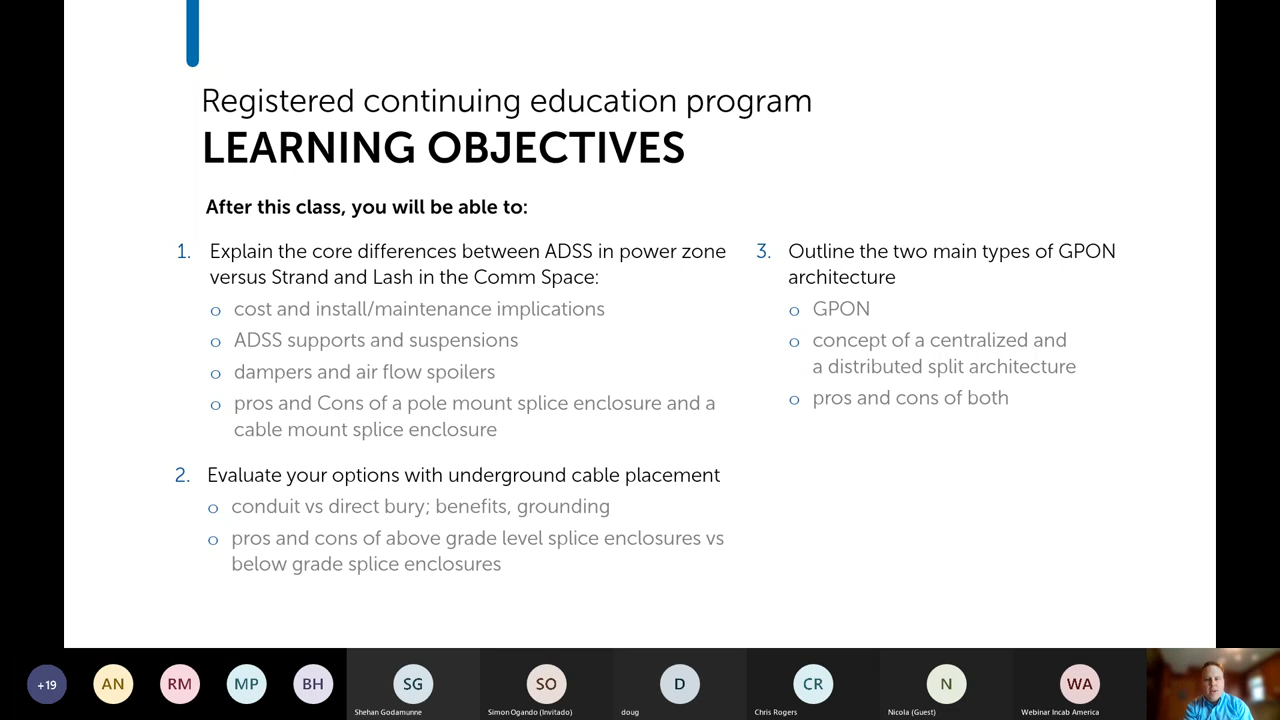 Registered continuing education program
LEARNING OBJECTIVES
After this class, you will be able to:
1. Explain the core differences between ADSS in power zone
versus Strand and Lash in the Comm Space:
o cost and install/maintenance implications
o ADSS supports and suspensions
o dampers and air flow spoilers
o pros and Cons of a pole mount splice enclosure and a
cable mount splice enclosure
2. Evaluate your options with underground cable placement
o conduit vs direct bury; benefits, grounding
o pros and cons of above grade level splice enclosures vs
below grade splice enclosures
3. Outline the two main types of GPON
architecture
o GPON
o concept of a centralized and
a distributed split architecture
o pros and cons of both
+19
AN
RM
MP
BH
SG
Shehan Godamunne
SO
Simon Ogando (Invitado)
D
doug
CR
Chris Rogers
N
Nicola (Guest)
WA
Webinar Incab America